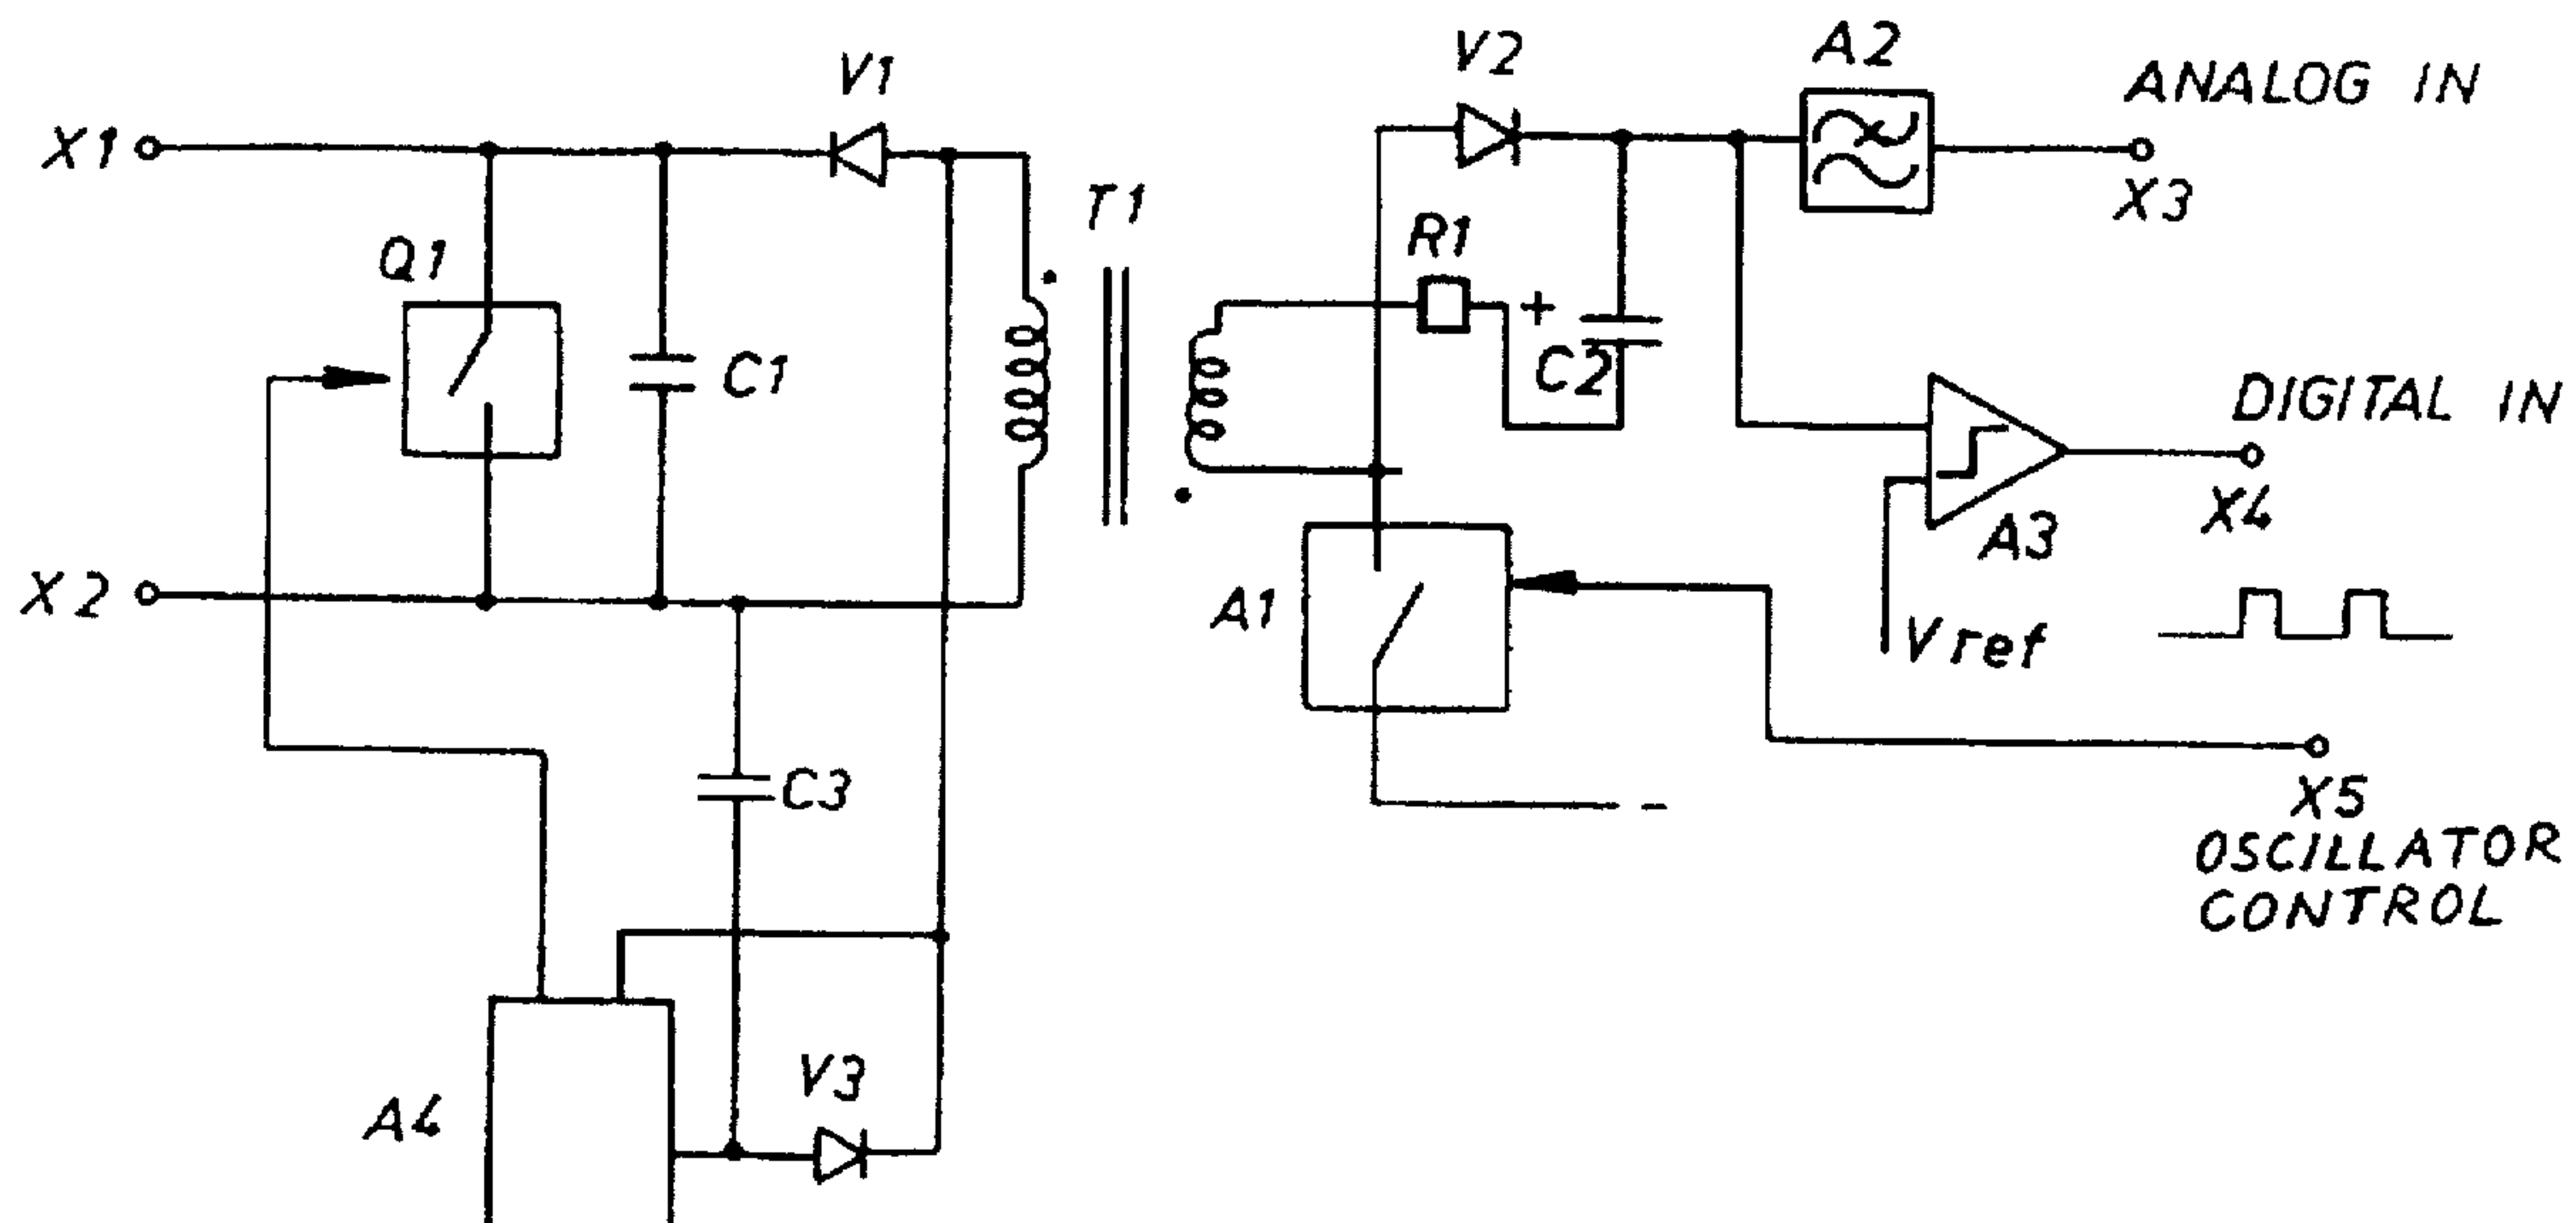 V1
V2
A2
ANALOG IN
X1
T1
X3
Q1
R1
+
C1
C2
DIGITAL IN
X4
A3
X2
A1
Vref
C3
X5
OSCILLATOR
CONTROL
V3
A4
-